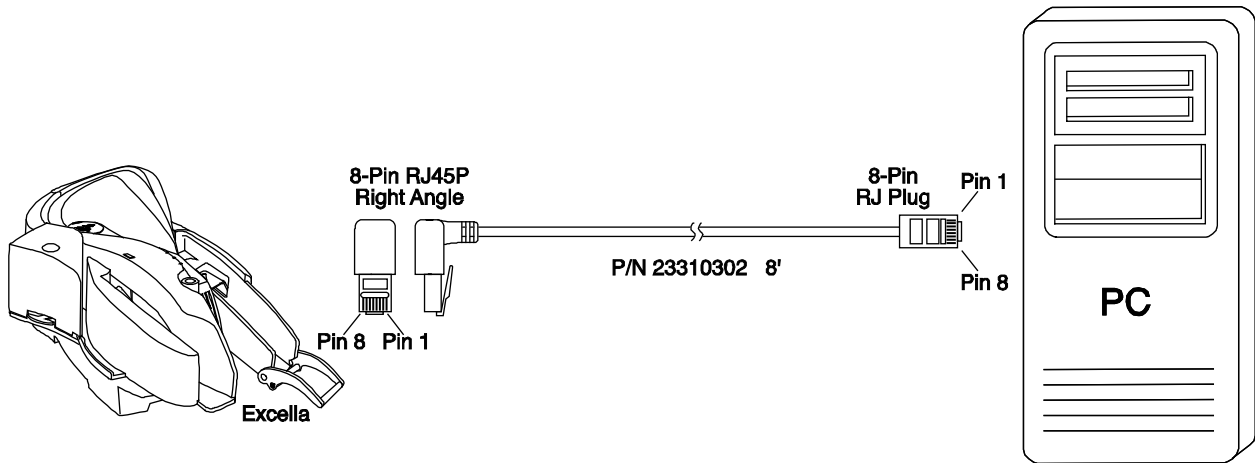 8-Pin RJ45P
Right Angle
8-Pin
RJ Plug
Pin 1
P/N 23310302 8'
Pin 8
PC
Pin 8 Pin 1
Excella